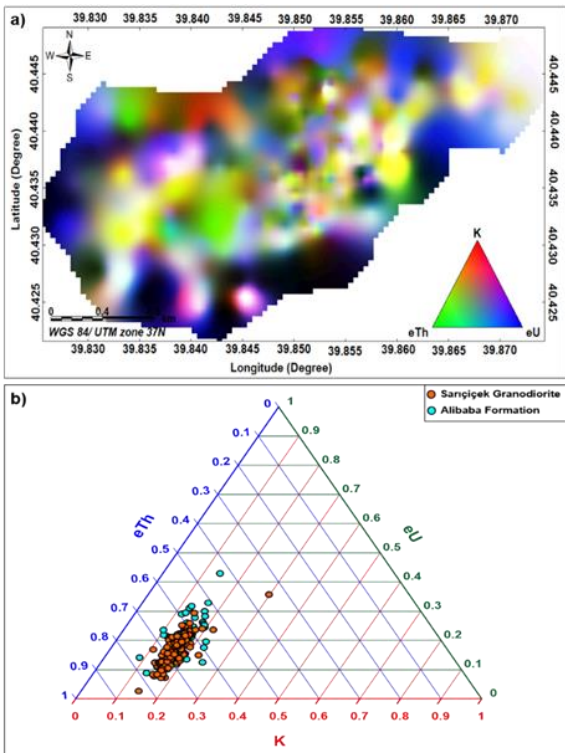 a)
N
W E
S
39.830 39.835 39.840 39.845 39.850 39.855 39.860 39.865 39.870
40.445
40.440
40.435
40.430
40.425
Latitude (Degree)
40.445
40.440
40.435
40.430
40.425
K
eTh eU
0 0.4
WGS 84/ UTM zone 37N
39.830 39.835 39.840 39.845 39.850 39.855 39.860 39.865 39.870
Longitude (Degree)
b)
Sarıçiçek Granodiorite
Alibaba Formation
0 1
0.1 0.9
0.2 0.8
0.3 0.7
0.4 0.6
0.5 0.5
0.6 0.4
0.7 0.3
0.8 0.2
0.9 0.1
1 0
eTh
eU
0 0.1 0.2 0.3 0.4 0.5 0.6 0.7 0.8 0.9 1
K